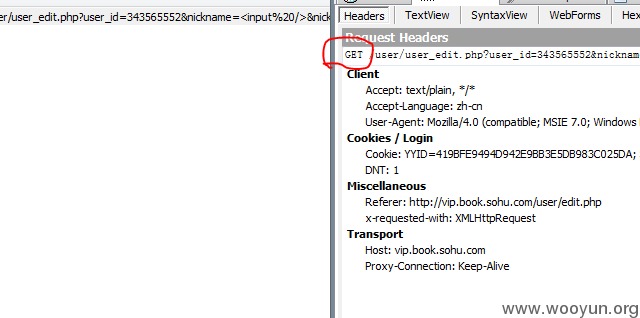 er/user_edit.php?user_id=343565552&nickname=<input%20/>&nick
Headers TextView SyntaxView WebForms Hex
Request Headers
GET /user/user_edit.php?user_id=343565552&nicknam
Client
Accept: text/plain, */*
Accept-Language: zh-cn
User-Agent: Mozilla/4.0 (compatible; MSIE 7.0; Windows
Cookies / Login
Cookie: YYID=419BFE9494D942E9BB3E5DB983C025DA;
DNT: 1
Miscellaneous
Referer: http://vip.book.sohu.com/user/edit.php
x-requested-with: XMLHttpRequest
Transport
Host: vip.book.sohu.com
Proxy-Connection: Keep-Alive
www.wooyun.org